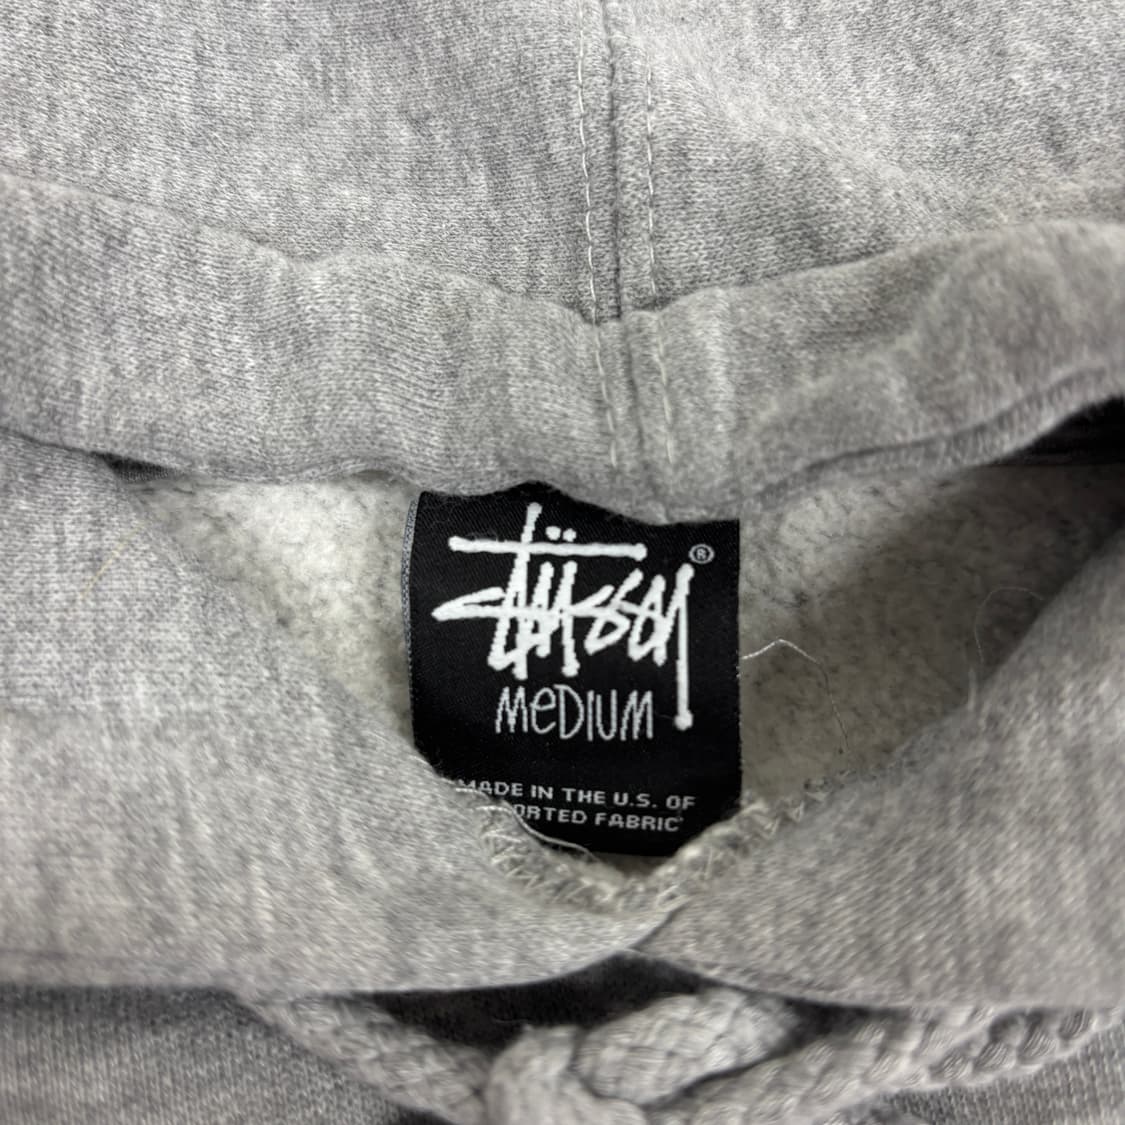 Stüssy ®
MEDIUM
MADE IN THE U.S. OF
ORTED FABRIC